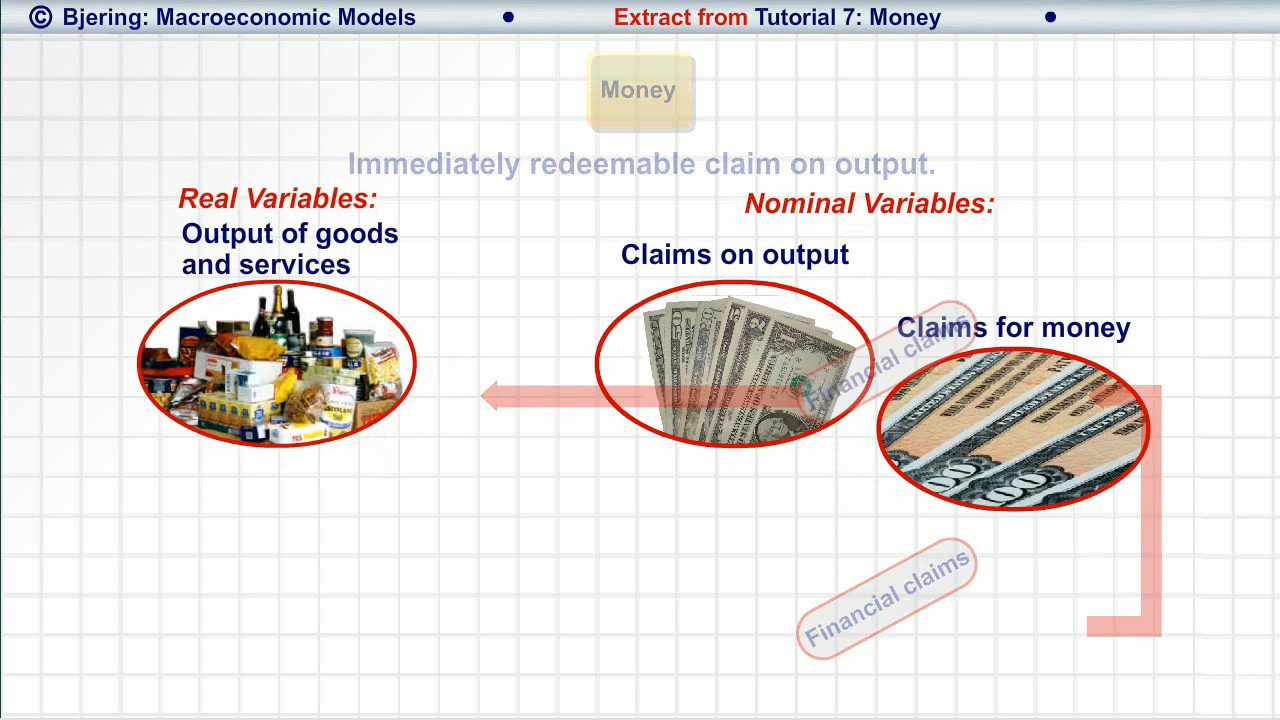 © Bjering: Macroeconomic Models • Extract from Tutorial 7: Money •
Money
Immediately redeemable claim on output.
Real Variables:
Nominal Variables:
Output of goods
and services
Claims on output
Claims for money
Financial claims
Financial claims